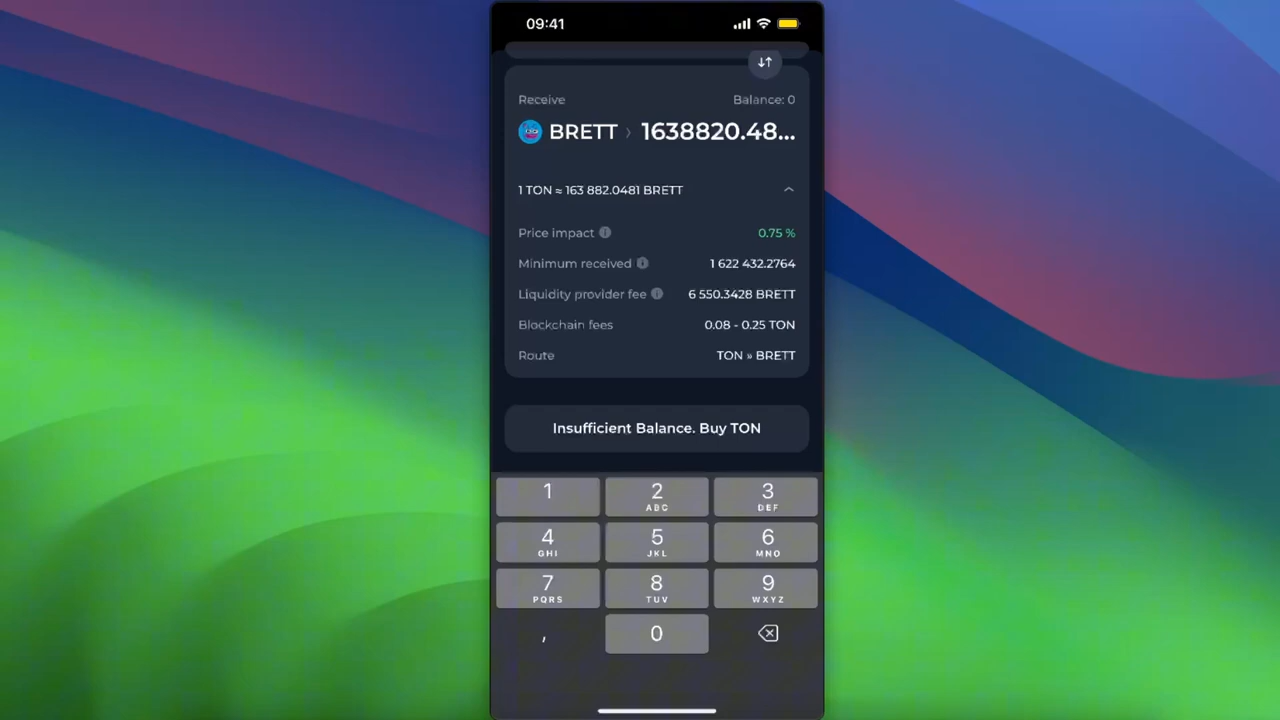 09:41
Receive Balance: 0
BRETT › 1638820.48...
1 TON ≈ 163 882.0481 BRETT
Price impact 0.75 %
Minimum received 1 622 432.2764
Liquidity provider fee 6 550.3428 BRETT
Blockchain fees 0.08 - 0.25 TON
Route TON » BRETT
Insufficient Balance. Buy TON
1 2 3
ABC DEF
4 5 6
GHI JKL MNO
7 8 9
PQRS TUV WXYZ
, 0